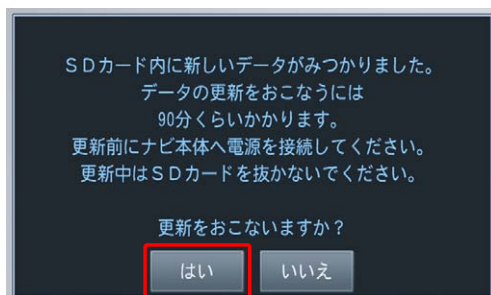 ＳＤカード内に新しいデータがみつかりました。
データの更新をおこなうには
90分くらいかかります。
更新前にナビ本体へ電源を接続してください。
更新中はＳＤカードを抜かないでください。
更新をおこないますか？
はい
いいえ